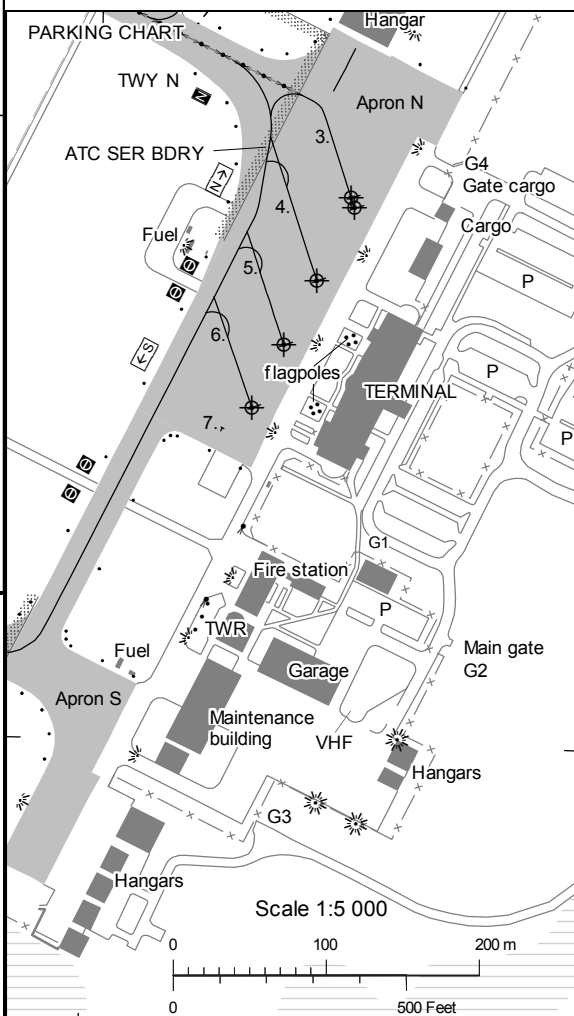 Hangar
PARKING CHART
TWY N
N
Apron N
3.
ATC SER BDRY
G4
Gate cargo
N
4.
Cargo
Fuel
5.
P
6.
S
flagpoles
TERMINAL
P
7.
P
G1
Fire station
P
TWR
Main gate
G2
Fuel
Garage
Apron S
Maintenance
building
VHF
Hangars
G3
Hangars
Scale 1:5 000
0 100 200 m
0 500 Feet